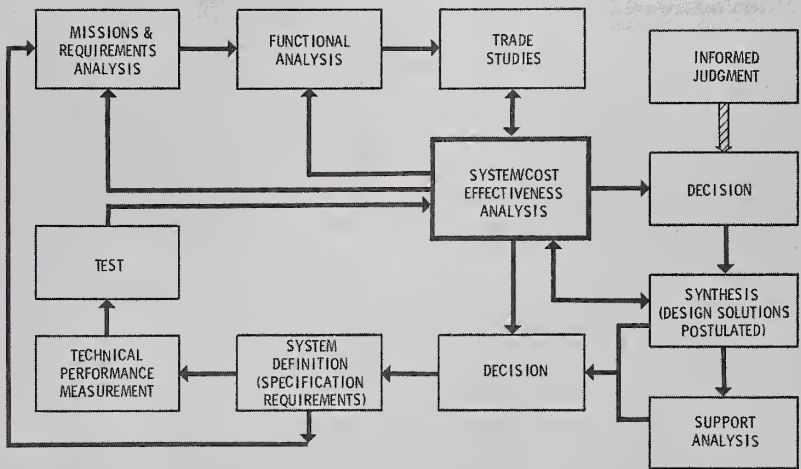 MISSIONS &
REQUIREMENTS
ANALYSIS
FUNCTIONAL
ANALYSIS
TRADE
STUDIES
INFORMED
JUDGMENT
SYSTEM/COST
EFFECTIVENESS
ANALYSIS
DECISION
TEST
SYNTHESIS
(DESIGN SOLUTIONS
POSTULATED)
TECHNICAL
PERFORMANCE
MEASUREMENT
SYSTEM
DEFINITION
(SPECIFICATION
REQUIREMENTS)
DECISION
SUPPORT
ANALYSIS